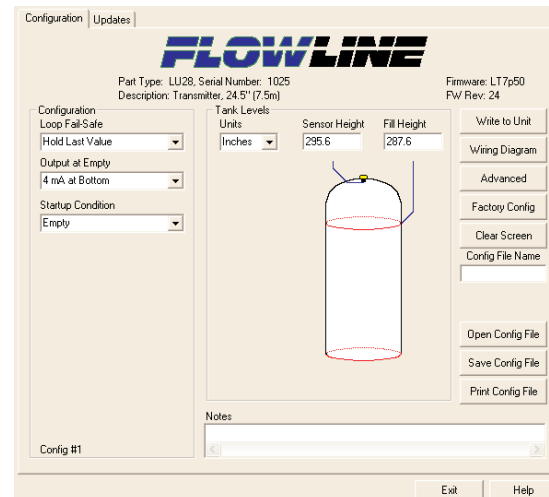 Configuration Updates
FLOWLINE
Part Type: LU28, Serial Number: 1025 Firmware: LT7p50
Description: Transmitter, 24.5" (7.5m) FW Rev: 24
Configuration
Loop Fail-Safe
Hold Last Value
Output at Empty
4 mA at Bottom
Startup Condition
Empty
Config #1
Tank Levels
Units Sensor Height Fill Height
Inches 295.6 287.6
Notes
Write to Unit
Wiring Diagram
Advanced
Factory Config
Clear Screen
Config File Name
Open Config File
Save Config File
Print Config File
Exit Help